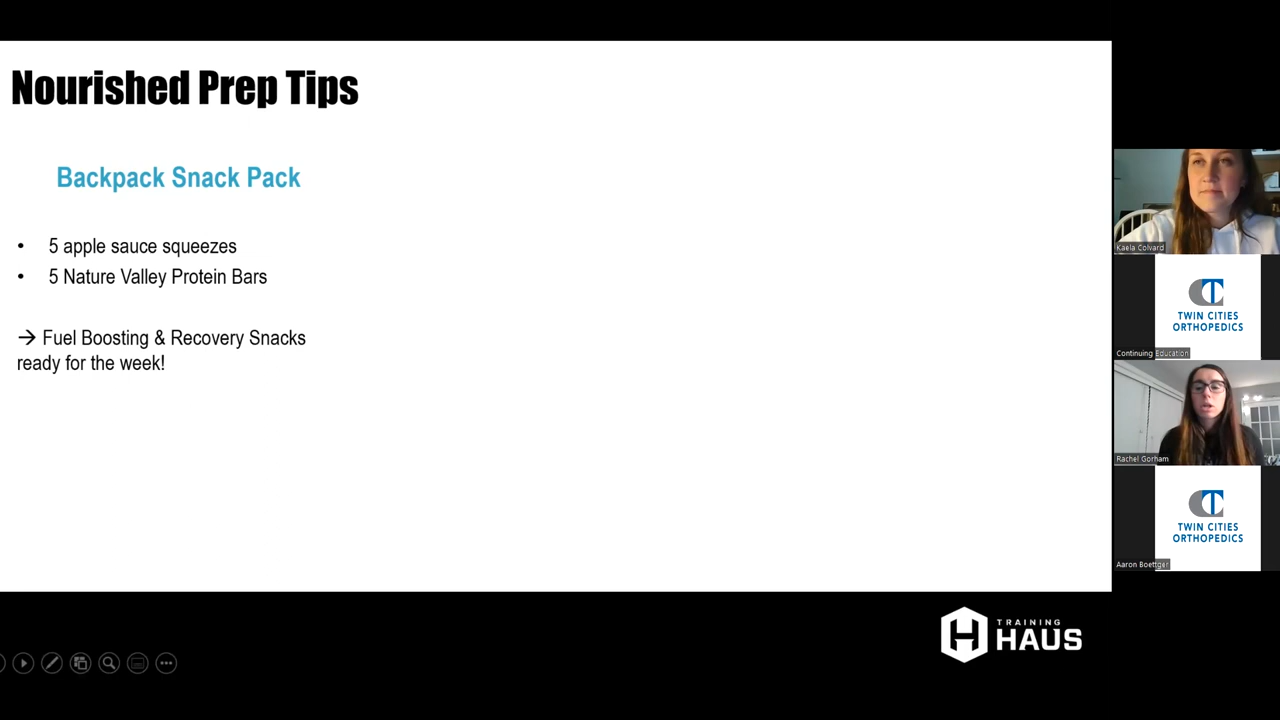 Nourished Prep Tips
Backpack Snack Pack
• 5 apple sauce squeezes
• 5 Nature Valley Protein Bars
→ Fuel Boosting & Recovery Snacks
ready for the week!
Kaela Colvard
TWIN CITIES
ORTHOPEDICS
Continuing Education
Rachel Gorham
TWIN CITIES
ORTHOPEDICS
Aaron Boettger
TRAINING
HAUS